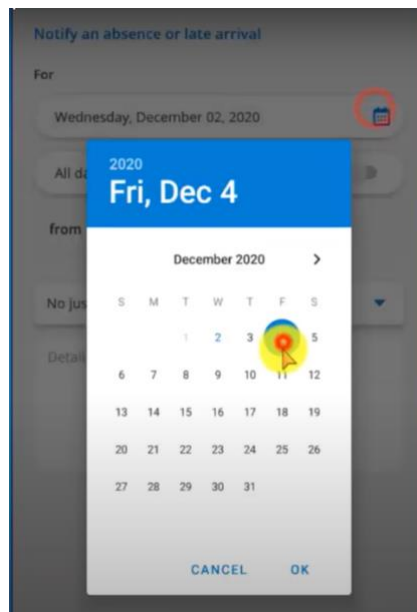 Notify an absence or late arrival
For
Wednesday, December 02, 2020
All da
2020
Fri, Dec 4
from
December 2020
S M T W T F S
No jus
1 2 3 5
Detail
6 7 8 9 10 11 12
13 14 15 16 17 18 19
20 21 22 23 24 25 26
27 28 29 30 31
CANCEL OK